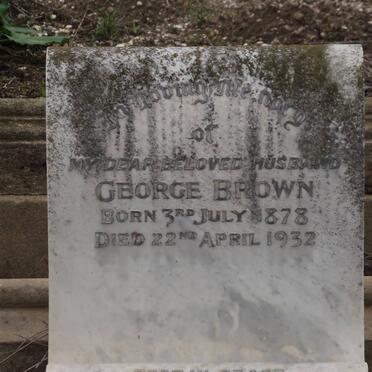 In Loving Memory
of
MY DEAR BELOVED HUSBAND
GEORGE BROWN
BORN 3RD JULY 1878
DIED 22ND APRIL 1932